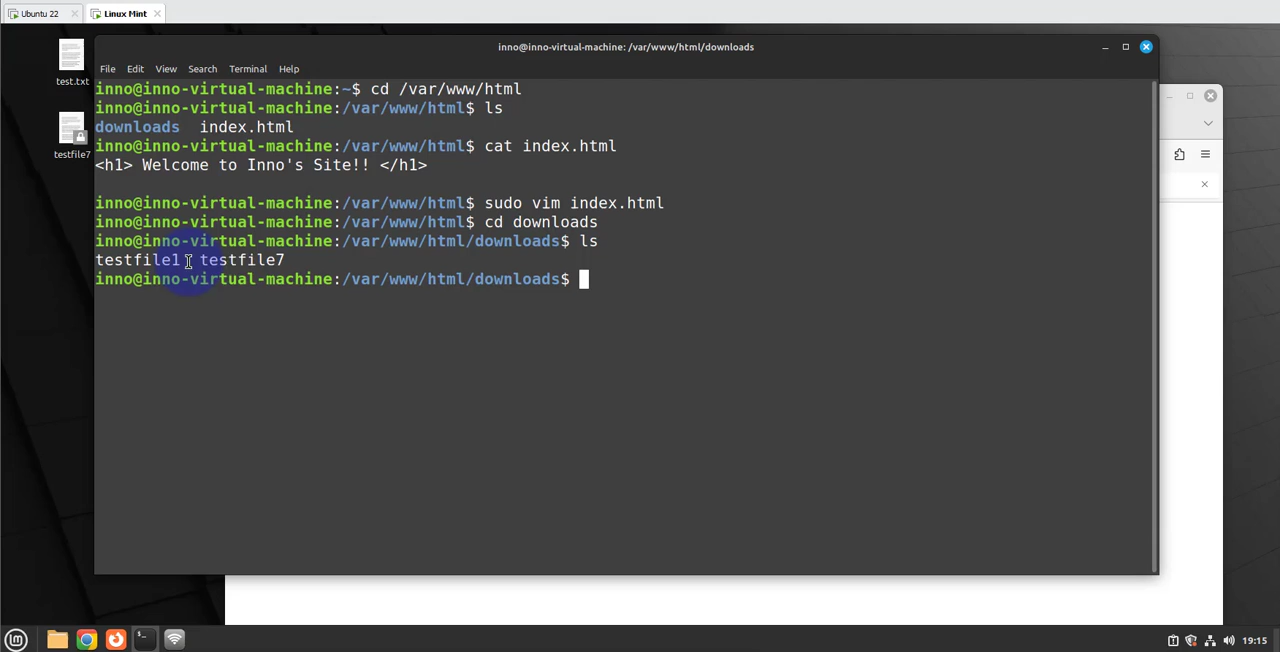 Ubuntu 22
Linux Mint
test.txt
testfile7
inno@inno-virtual-machine: /var/www/html/downloads
File Edit View Search Terminal Help
inno@inno-virtual-machine:~$ cd /var/www/html
inno@inno-virtual-machine:/var/www/html$ ls
downloads index.html
inno@inno-virtual-machine:/var/www/html$ cat index.html
<h1> Welcome to Inno's Site!! </h1>
inno@inno-virtual-machine:/var/www/html$ sudo vim index.html
inno@inno-virtual-machine:/var/www/html$ cd downloads
inno@inno-virtual-machine:/var/www/html/downloads$ ls
testfile1 testfile7
inno@inno-virtual-machine:/var/www/html/downloads$
19:15